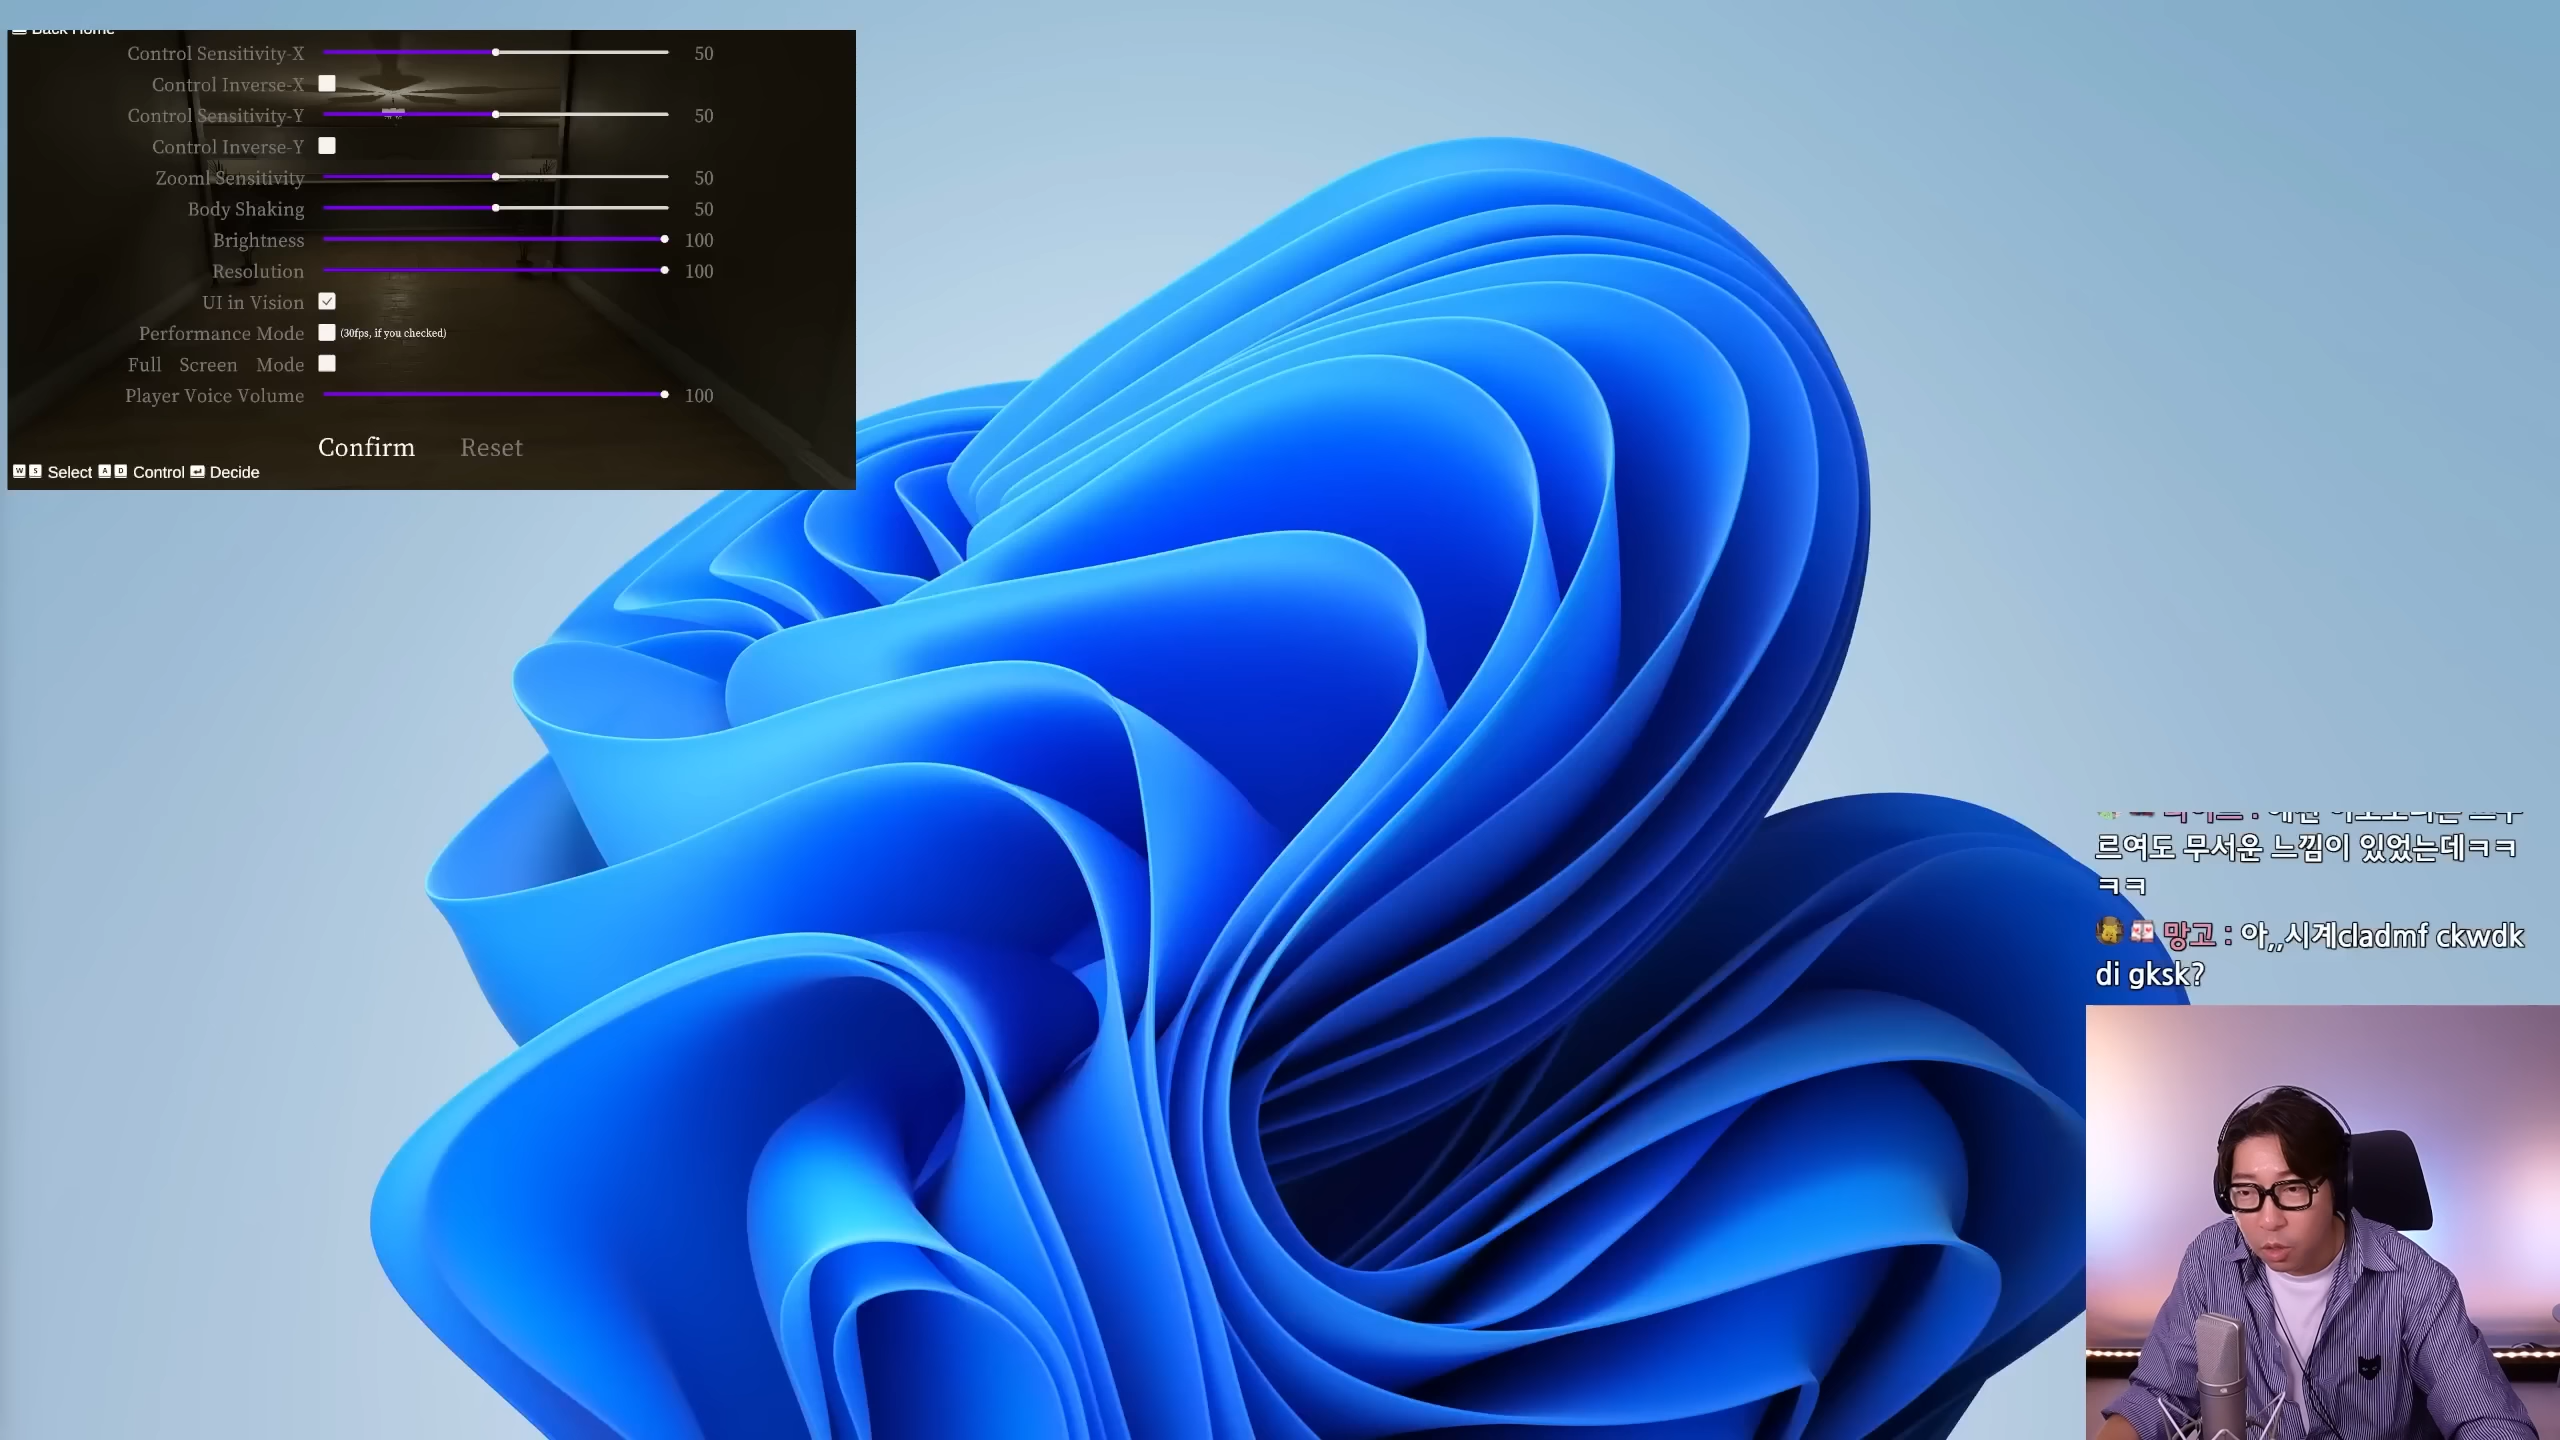 Back Home
Control Sensitivity-X 50
Control Inverse-X
Control Sensitivity-Y 50
Control Inverse-Y
Zooml Sensitivity 50
Body Shaking 50
Brightness 100
Resolution 100
UI in Vision
Performance Mode (30fps, if you checked)
Full Screen Mode
Player Voice Volume 100
Confirm Reset
W S Select A D Control Decide
르여도 무서운 느낌이 있었는데ㅋㅋ
ㅋㅋ
망고 : 아,,시계cladmf ckwdk
di gksk?